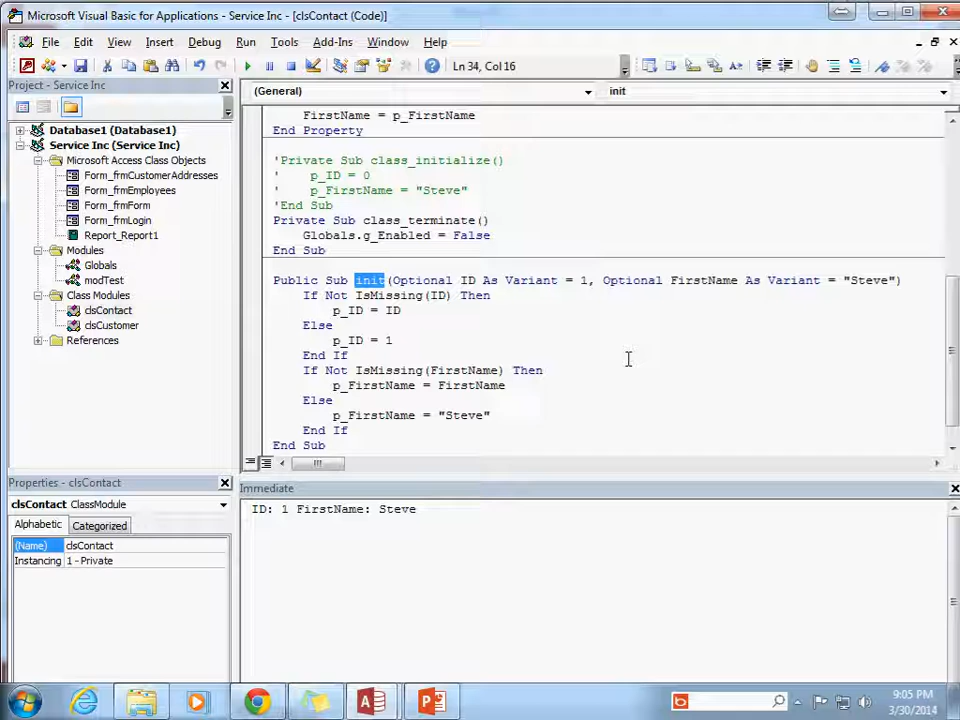 Microsoft Visual Basic for Applications - Service Inc - [clsContact (Code)]
File Edit View Insert Debug Run Tools Add-Ins Window Help
Ln 34, Col 16
Project - Service Inc
(General)
init
Database1 (Database1)
Service Inc (Service Inc)
Microsoft Access Class Objects
Form_frmCustomerAddresses
Form_frmEmployees
Form_frmForm
Form_frmLogin
Report_Report1
Modules
Globals
modTest
Class Modules
clsContact
clsCustomer
References
FirstName = p_FirstName
End Property
'Private Sub class_initialize()
'    p_ID = 0
'    p_FirstName = "Steve"
'End Sub
Private Sub class_terminate()
Globals.g_Enabled = False
End Sub
Public Sub init(Optional ID As Variant = 1, Optional FirstName As Variant = "Steve")
If Not IsMissing(ID) Then
p_ID = ID
Else
p_ID = 1
End If
If Not IsMissing(FirstName) Then
p_FirstName = FirstName
Else
p_FirstName = "Steve"
End If
End Sub
Properties - clsContact
clsContact ClassModule
Alphabetic Categorized
(Name) clsContact
Instancing 1 - Private
Immediate
ID: 1 FirstName: Steve
9:05 PM
3/30/2014